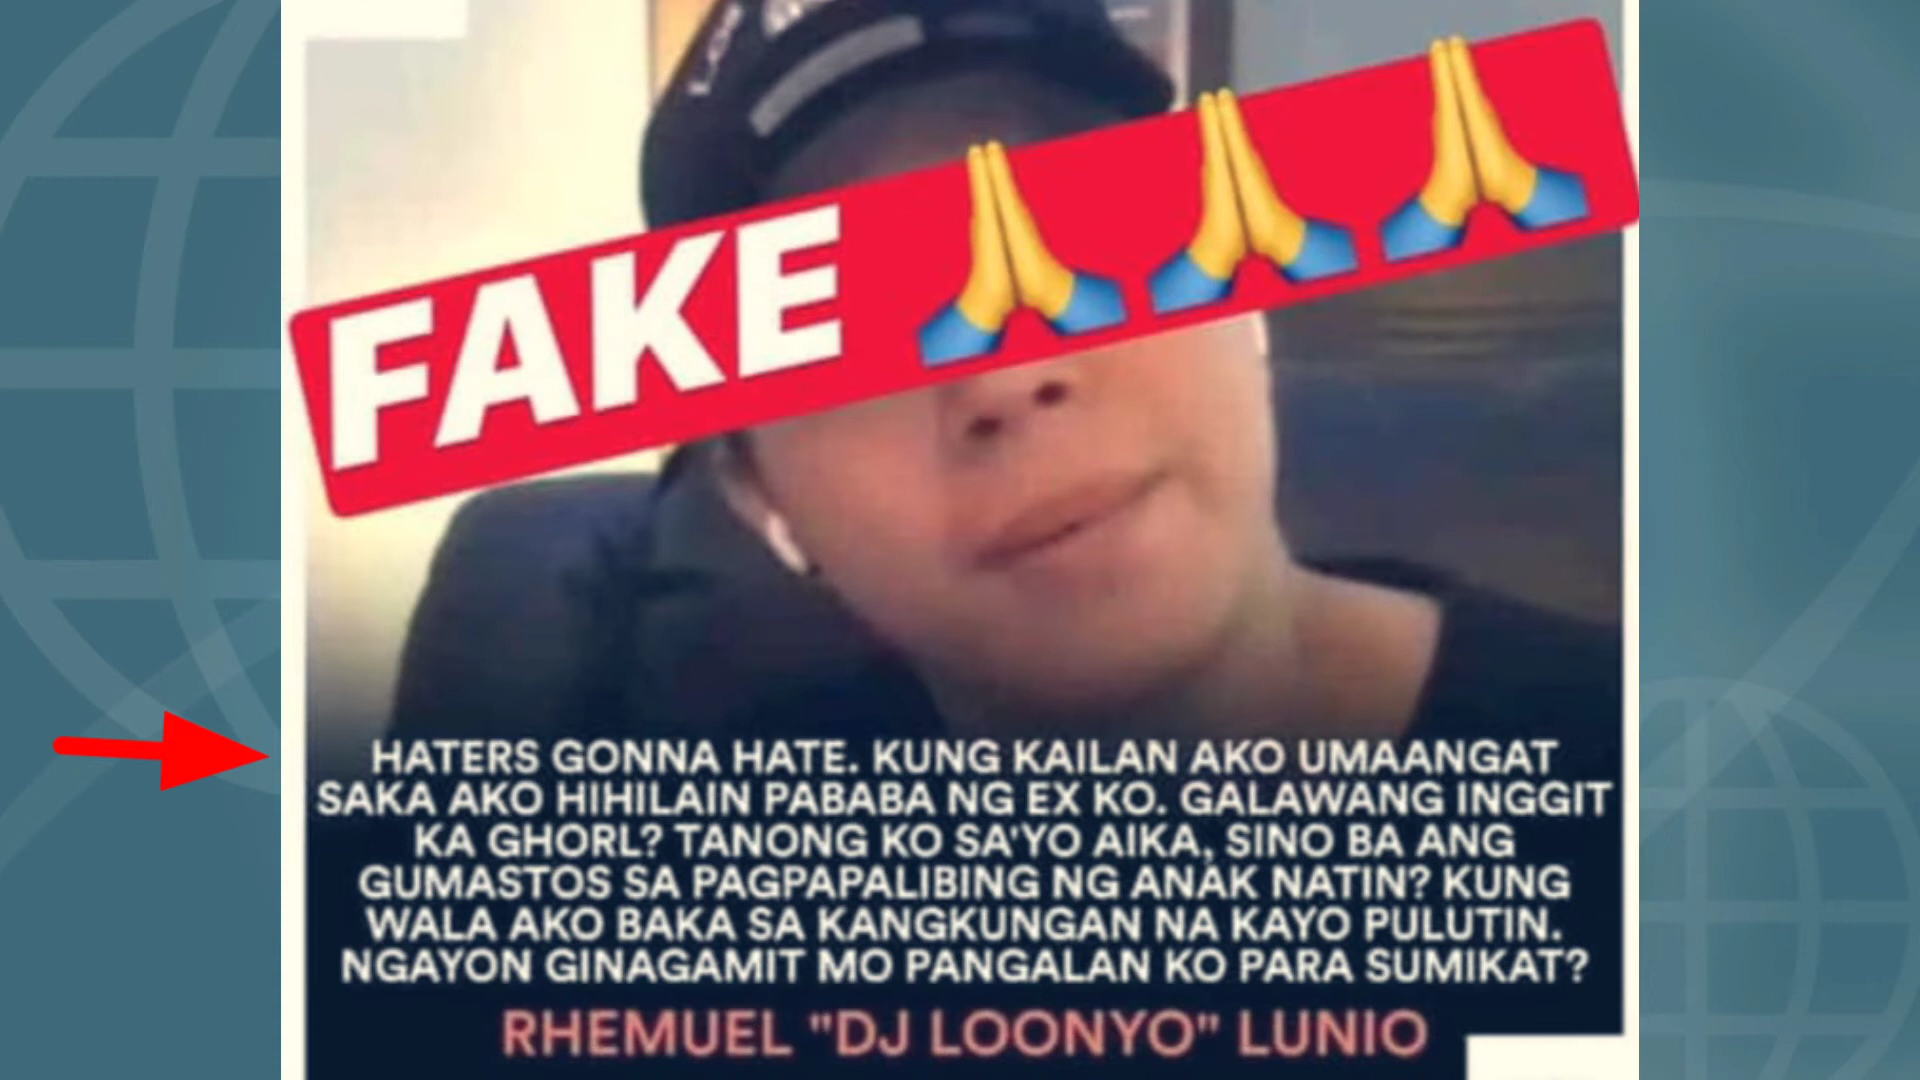 FAKE 🙏🙏🙏
HATERS GONNA HATE. KUNG KAILAN AKO UMAANGAT
SAKA AKO HIHILAIN PABABA NG EX KO. GALAWANG INGGIT
KA GHORL? TANONG KO SA'YO AIKA, SINO BA ANG
GUMASTOS SA PAGPAPALIBING NG ANAK NATIN? KUNG
WALA AKO BAKA SA KANGKUNGAN NA KAYO PULUTIN.
NGAYON GINAGAMIT MO PANGALAN KO PARA SUMIKAT?
RHEMUEL "DJ LOONYO" LUNIO